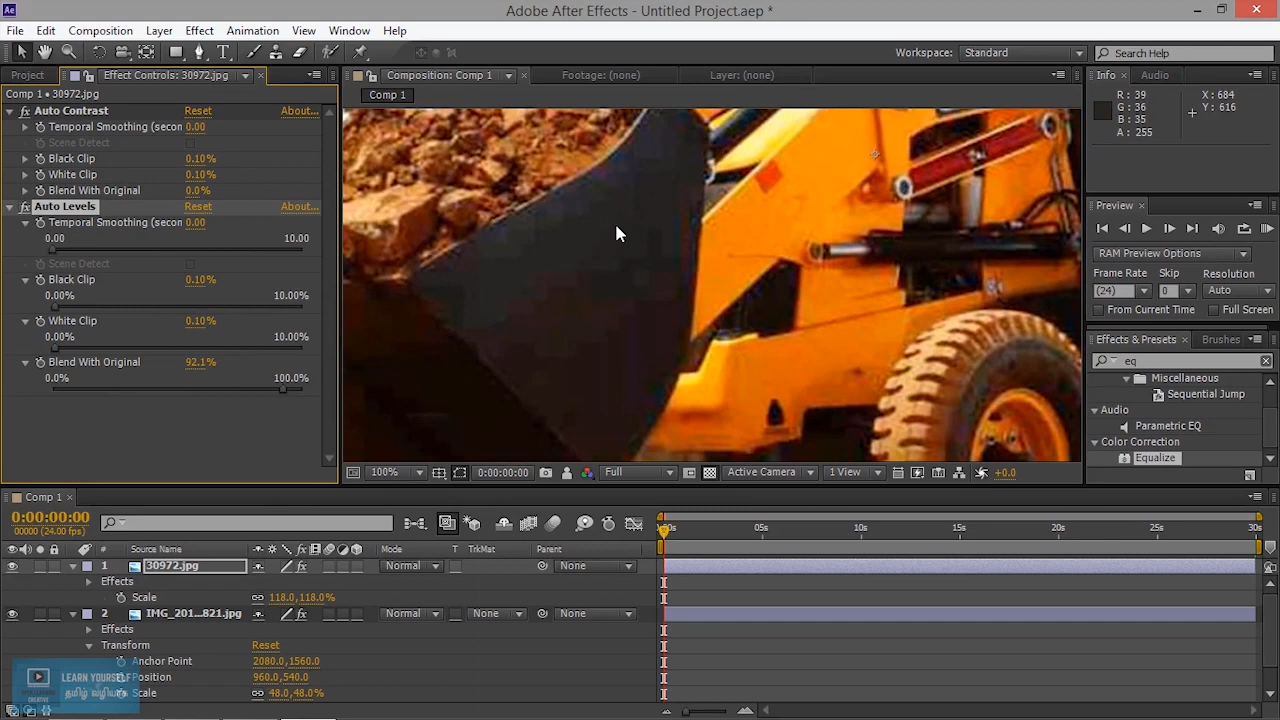 Adobe After Effects - Untitled Project.aep *
File Edit Composition Layer Effect Animation View Window Help
Workspace: Standard Search Help
Project Effect Controls: 30972.jpg Composition: Comp 1 Footage: (none) Layer: (none) Info Audio
Comp 1 • 30972.jpg
Comp 1
Auto Contrast Reset About...
Temporal Smoothing (secon 0.00
Scene Detect
Black Clip 0.10%
White Clip 0.10%
Blend With Original 0.0%
Auto Levels Reset About...
Temporal Smoothing (secon 0.00
0.00 10.00
Scene Detect
Black Clip 0.10%
0.00% 10.00%
White Clip 0.10%
0.00% 10.00%
Blend With Original 92.1%
0.0% 100.0%
R : 39 X : 684
G : 36 Y : 616
B : 35
A : 255
Preview
RAM Preview Options
Frame Rate Skip Resolution
(24) 0 Auto
From Current Time Full Screen
Effects & Presets Brushes
eq
Miscellaneous
Sequential Jump
Audio
Parametric EQ
Color Correction
Equalize
100% 0:00:00:00 Full Active Camera 1 View +0.0
Comp 1
0:00:00:00
00000 (24.00 fps)
05s 10s 15s 20s 25s 30s
# Source Name Mode T TrkMat Parent
1 30972.jpg Normal None
Effects
Scale 118.0,118.0%
2 IMG_201...821.jpg Normal None None
Effects
Transform Reset
Anchor Point 2080.0,1560.0
Position 960.0,540.0
Scale 48.0,48.0%
LEARN YOURSELF
தமிழ் வழியாக
CREATIVE